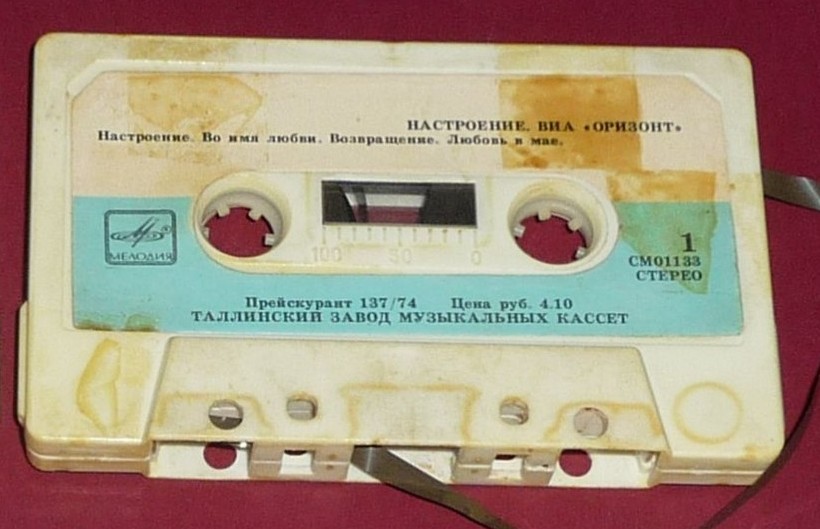 НАСТРОЕНИЕ. ВИА «ОРИЗОНТ»
Настроение. Во имя любви. Возвращение. Любовь в мае.
100 50 0
МЕЛОДИЯ
1
СМ01133
СТЕРЕО
Прейскурант 137/74 Цена руб. 4.10
ТАЛЛИНСКИЙ ЗАВОД МУЗЫКАЛЬНЫХ КАССЕТ